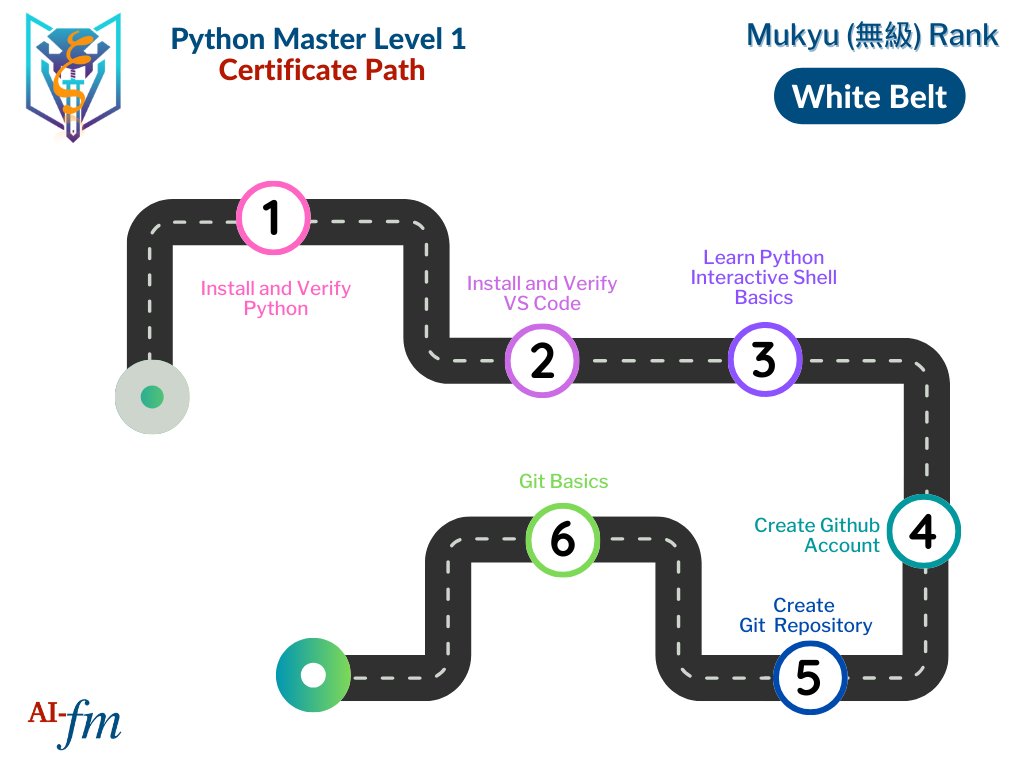 Python Master Level 1
Certificate Path
Mukyu (無級) Rank
White Belt
1
Install and Verify
Python
Install and Verify
VS Code
2
Learn Python
Interactive Shell
Basics
3
Create Github
Account
4
Create
Git Repository
5
Git Basics
6
AI-fm